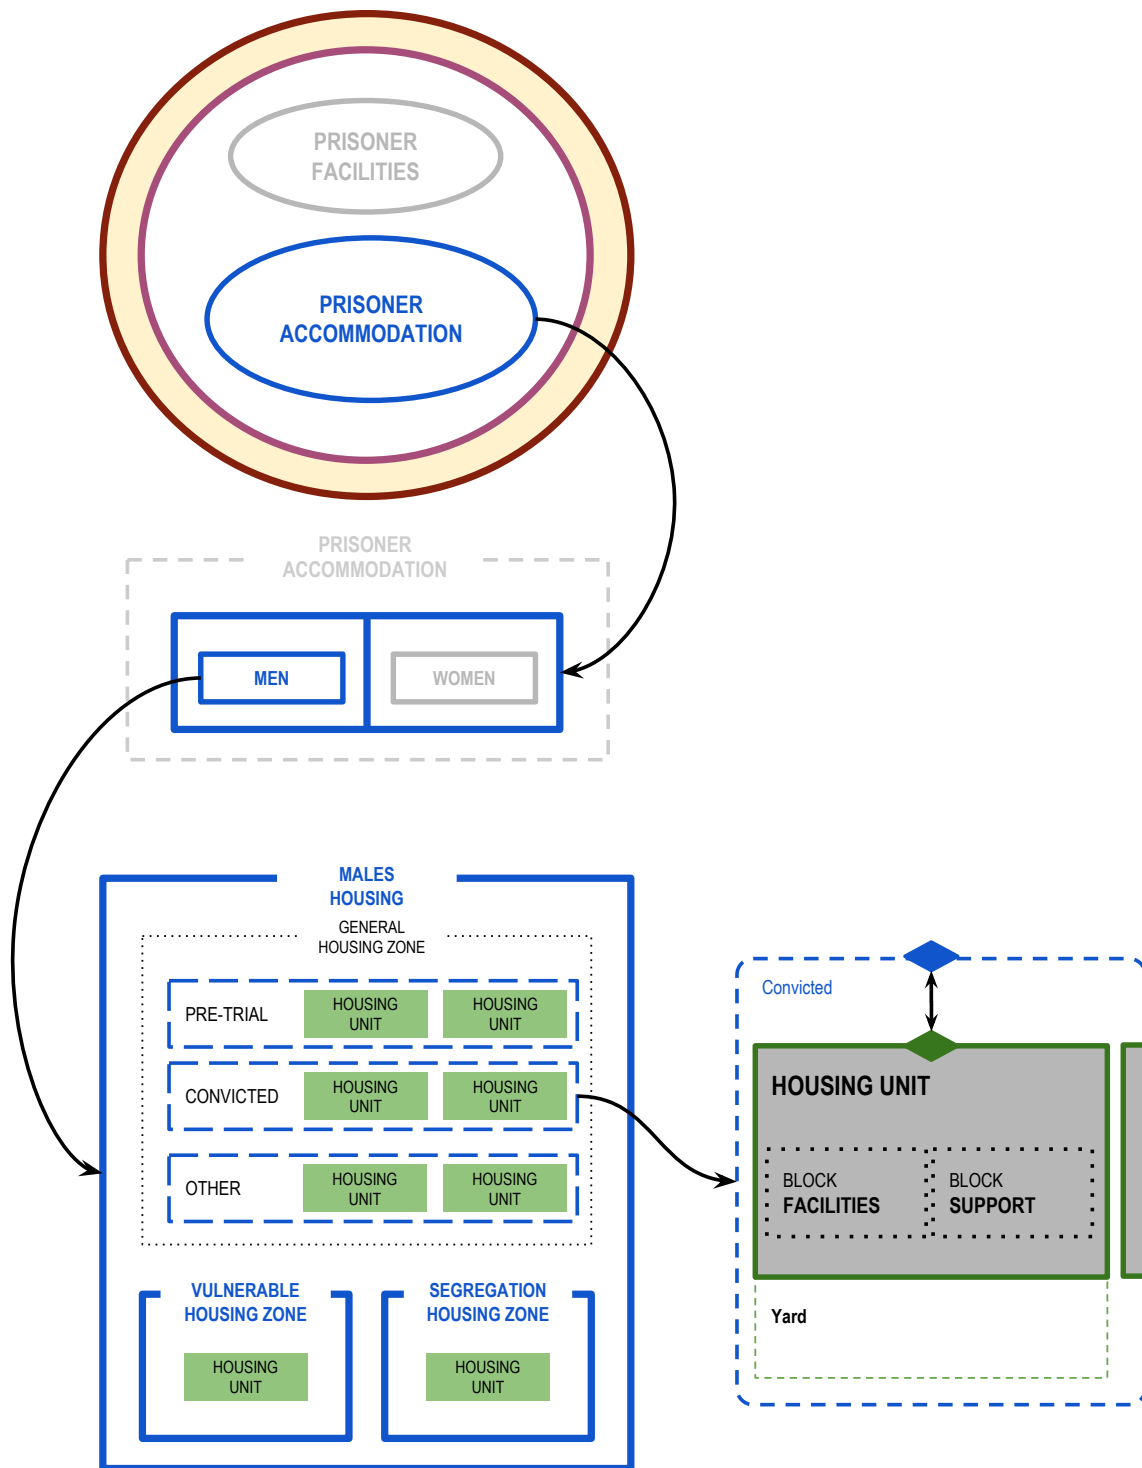 PRISONER
FACILITIES
PRISONER
ACCOMMODATION
PRISONER
ACCOMMODATION
MEN
WOMEN
MALES
HOUSING
GENERAL
HOUSING ZONE
PRE-TRIAL
HOUSING
UNIT
HOUSING
UNIT
CONVICTED
HOUSING
UNIT
HOUSING
UNIT
OTHER
HOUSING
UNIT
HOUSING
UNIT
VULNERABLE
HOUSING ZONE
HOUSING
UNIT
SEGREGATION
HOUSING ZONE
HOUSING
UNIT
Convicted
HOUSING UNIT
BLOCK
FACILITIES
BLOCK
SUPPORT
Yard